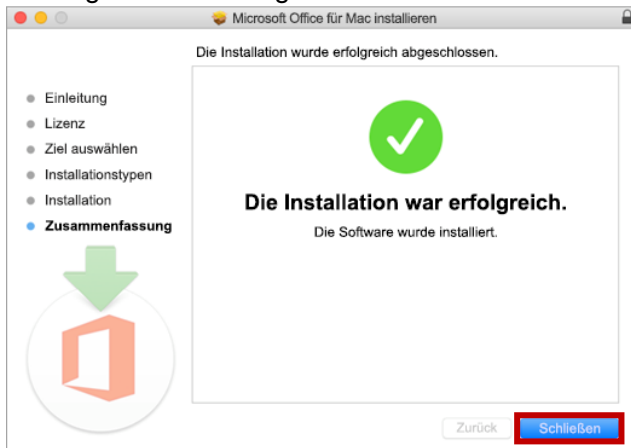 Microsoft Office für Mac installieren
Die Installation wurde erfolgreich abgeschlossen.
Einleitung
Lizenz
Ziel auswählen
Installationstypen
Installation
Zusammenfassung
Die Installation war erfolgreich.
Die Software wurde installiert.
Zurück
Schließen